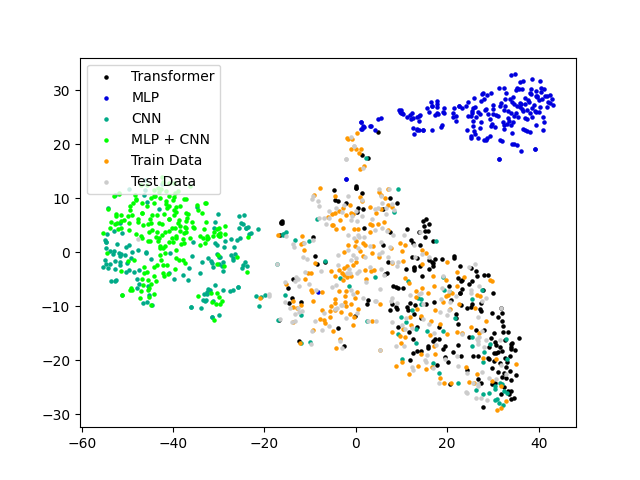 Transformer
MLP
CNN
MLP + CNN
Train Data
Test Data
30
20
10
0
−10
−20
−30
−60
−40
−20
0
20
40